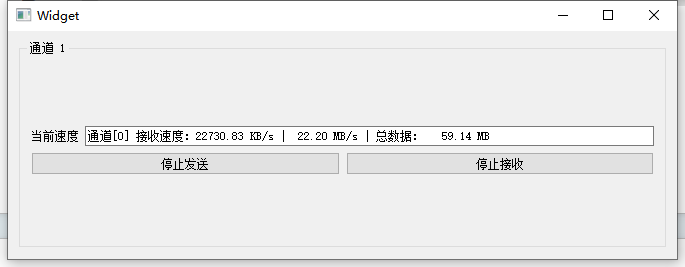 Widget
通道 1
当前速度 通道[0] 接收速度: 22730.83 KB/s |  22.20 MB/s | 总数据:   59.14 MB
停止发送 停止接收